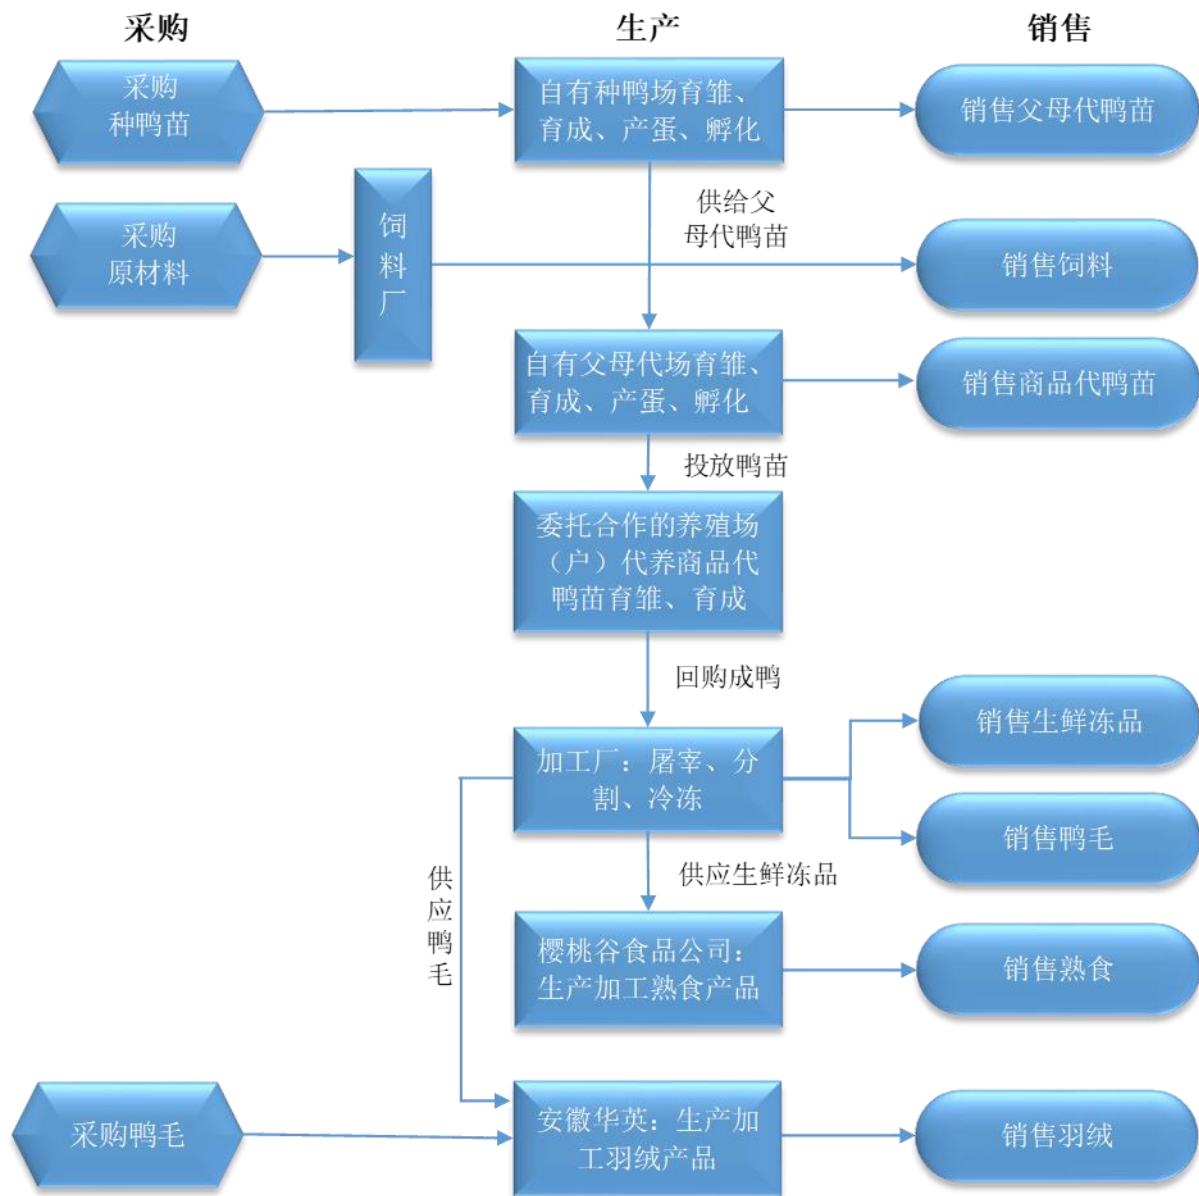 采购
生产
销售
采购
种鸭苗
自有种鸭场育雏、
育成、产蛋、孵化
销售父母代鸭苗
供给父
母代鸭苗
采购
原材料
饲
料
厂
销售饲料
自有父母代场育雏、
育成、产蛋、孵化
销售商品代鸭苗
投放鸭苗
委托合作的养殖场
（户）代养商品代
鸭苗育雏、育成
回购成鸭
销售生鲜冻品
加工厂：屠宰、分
割、冷冻
销售鸭毛
供应生鲜冻品
供
应
鸭
毛
樱桃谷食品公司：
生产加工熟食产品
销售熟食
采购鸭毛
安徽华英：生产加
工羽绒产品
销售羽绒